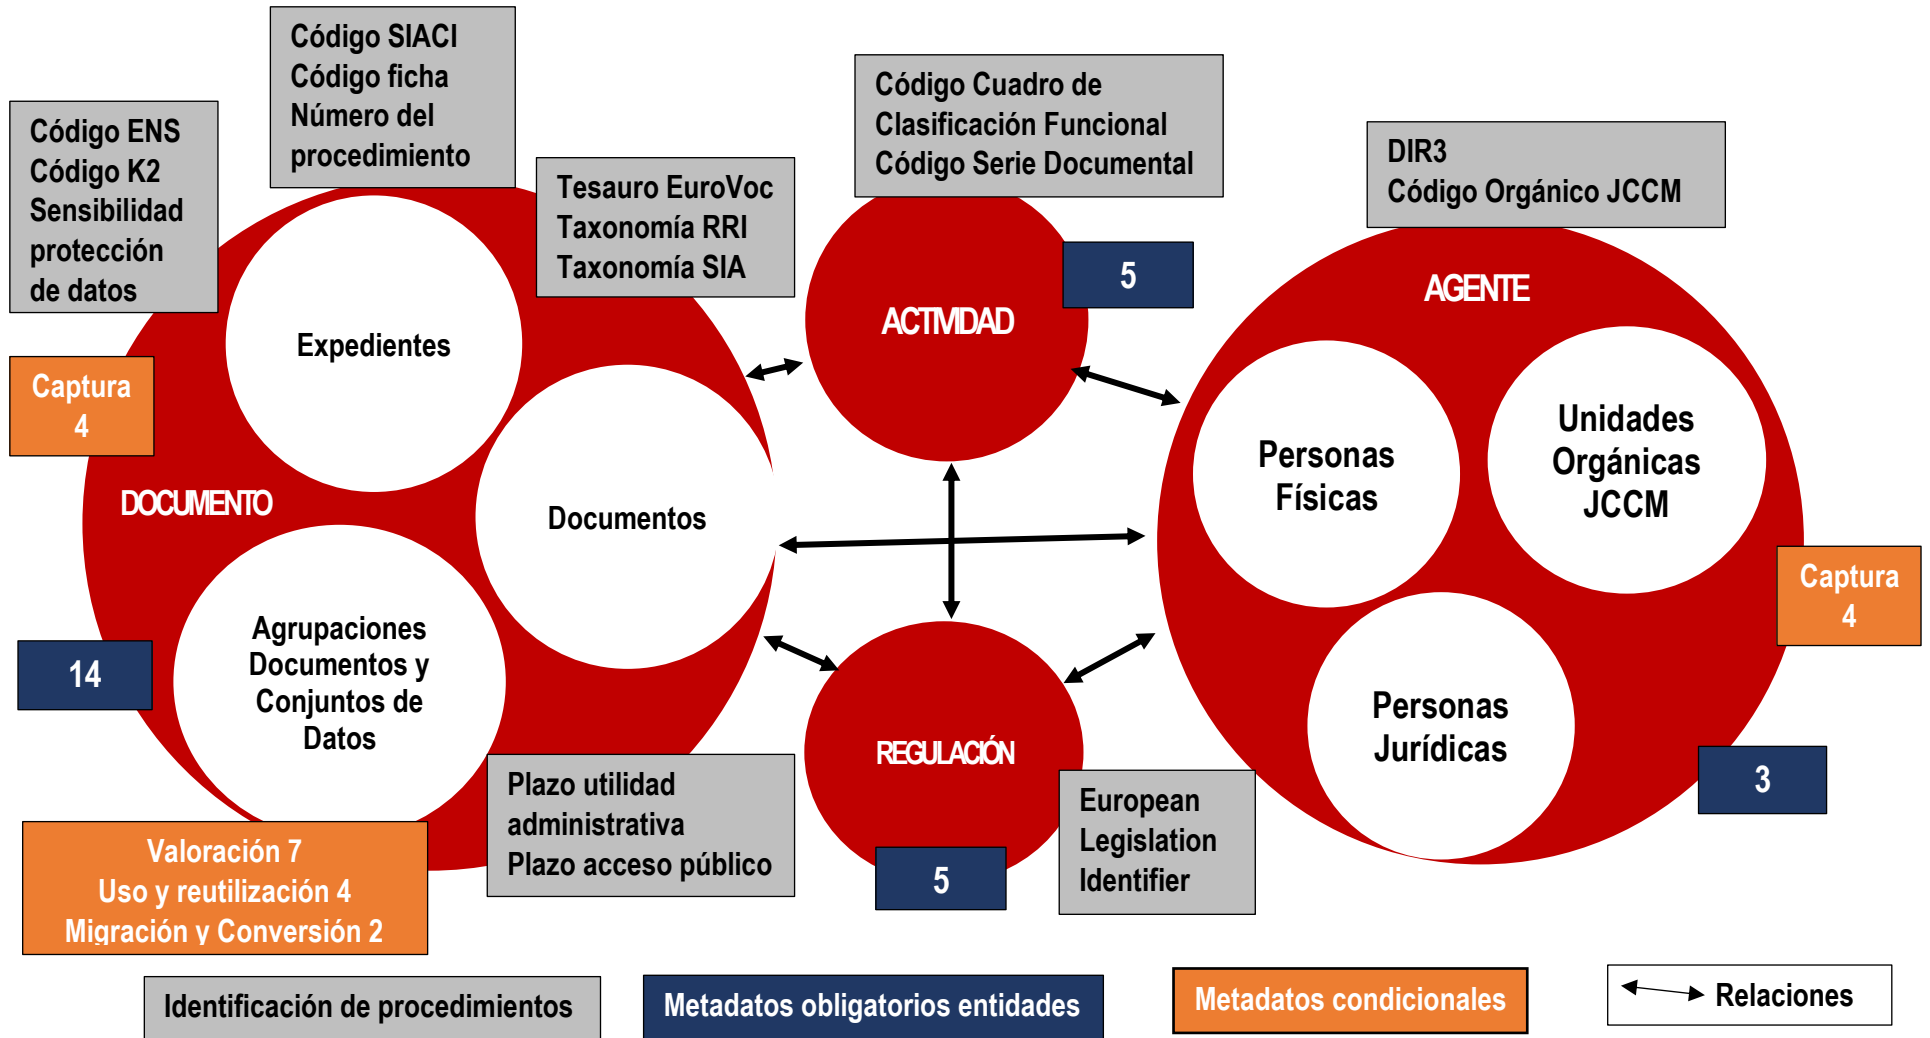 Código SIACI
Código ficha
Número del
procedimiento
Código Cuadro de
Clasificación Funcional
Código Serie Documental
Código ENS
Código K2
Sensibilidad
protección
de datos
DIR3
Código Orgánico JCCM
Tesauro EuroVoc
Taxonomía RRI
Taxonomía SIA
5
AGENTE
ACTIVIDAD
Expedientes
Captura
4
Personas
Físicas
Unidades
Orgánicas
JCCM
DOCUMENTO
Documentos
Captura
4
Agrupaciones
Documentos y
Conjuntos de
Datos
14
Personas
Jurídicas
REGULACIÓN
3
Plazo utilidad
administrativa
Plazo acceso público
European
Legislation
Identifier
5
Valoración 7
Uso y reutilización 4
Migración y Conversión 2
Identificación de procedimientos
Metadatos obligatorios entidades
Metadatos condicionales
Relaciones